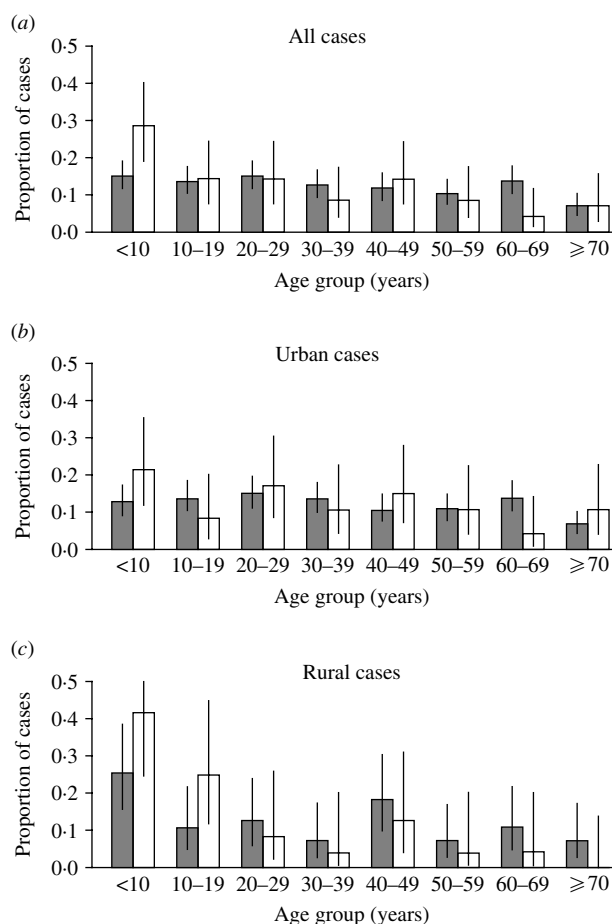 (a)
All cases
Proportion of cases
0·5
0·4
0·3
0·2
0·1
0·0
<10 10–19 20–29 30–39 40–49 50–59 60–69 ⩾70
Age group (years)
(b)
Urban cases
Proportion of cases
0·5
0·4
0·3
0·2
0·1
0·0
<10 10–19 20–29 30–39 40–49 50–59 60–69 ⩾70
Age group (years)
(c)
Rural cases
Proportion of cases
0·5
0·4
0·3
0·2
0·1
0·0
<10 10–19 20–29 30–39 40–49 50–59 60–69 ⩾70
Age group (years)